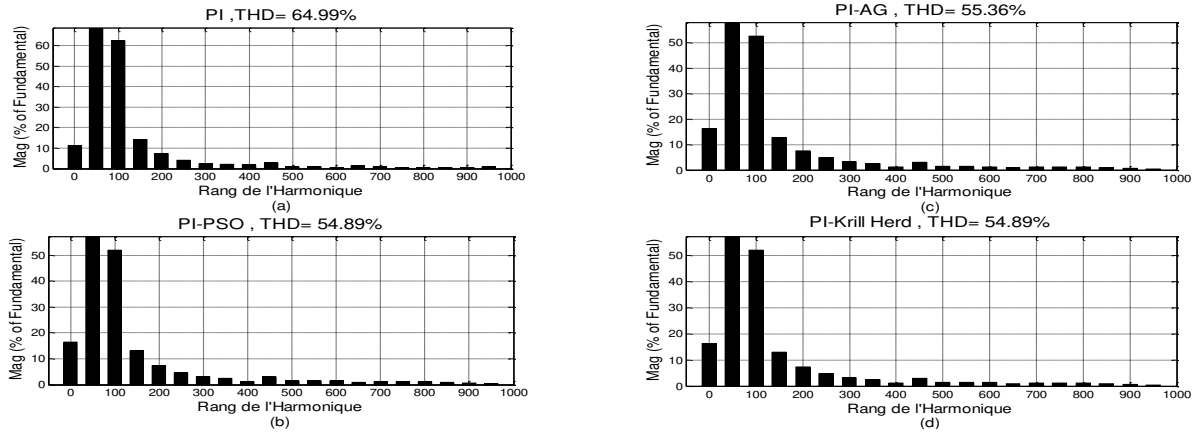 PI ,THD= 64.99%
Mag (% of Fundamental)
60
50
40
30
20
10
0
0 100 200 300 400 500 600 700 800 900 1000
Rang de l'Harmonique
(a)
PI-AG , THD= 55.36%
Mag (% of Fundamental)
50
40
30
20
10
0
0 100 200 300 400 500 600 700 800 900 1000
Rang de l'Harmonique
(c)
PI-PSO , THD= 54.89%
Mag (% of Fundamental)
50
40
30
20
10
0
0 100 200 300 400 500 600 700 800 900 1000
Rang de l'Harmonique
(b)
PI-Krill Herd , THD= 54.89%
Mag (% of Fundamental)
50
40
30
20
10
0
0 100 200 300 400 500 600 700 800 900 1000
Rang de l'Harmonique
(d)